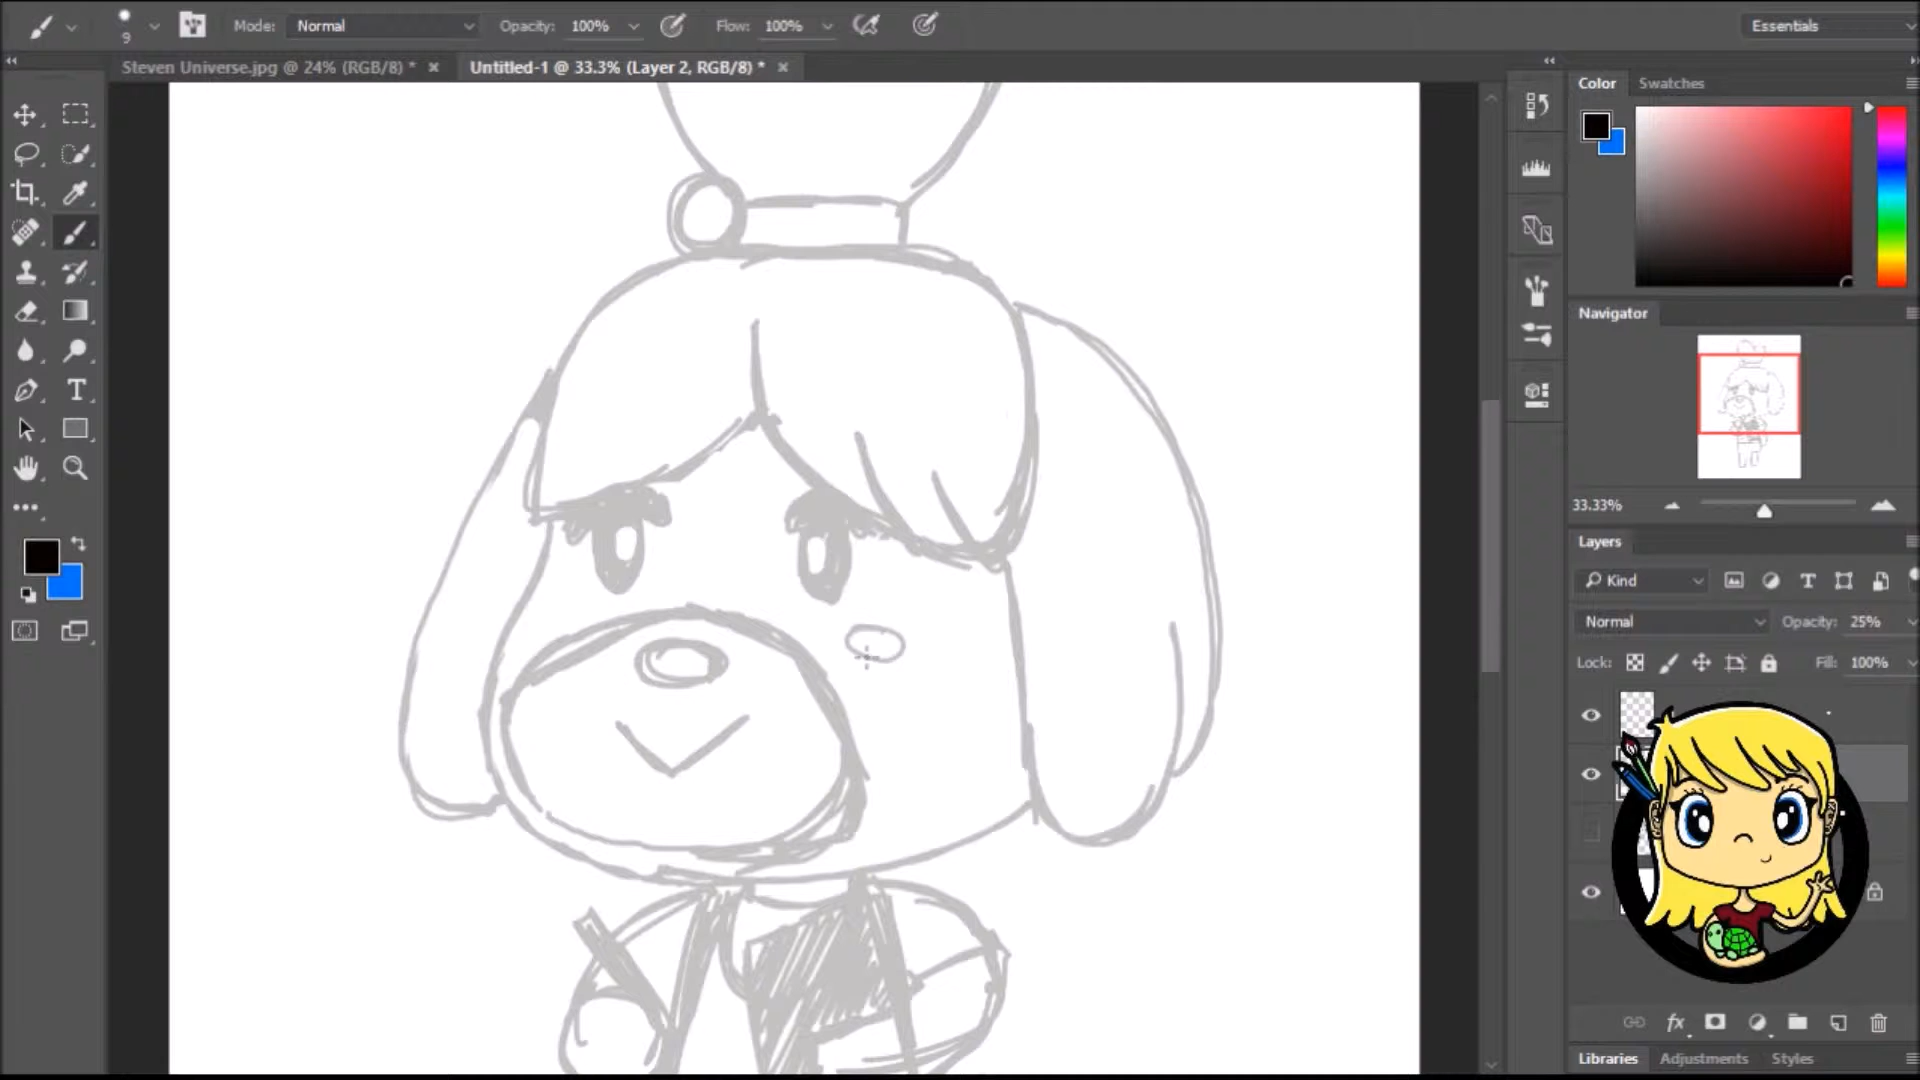 9 Mode: Normal Opacity: 100% Flow: 100% Essentials
Steven Universe.jpg @ 24% (RGB/8) * Untitled-1 @ 33.3% (Layer 2, RGB/8) *
Color Swatches
Navigator
33.33%
Layers
Kind
Normal Opacity: 25%
Lock: Fill: 100%
Libraries Adjustments Styles